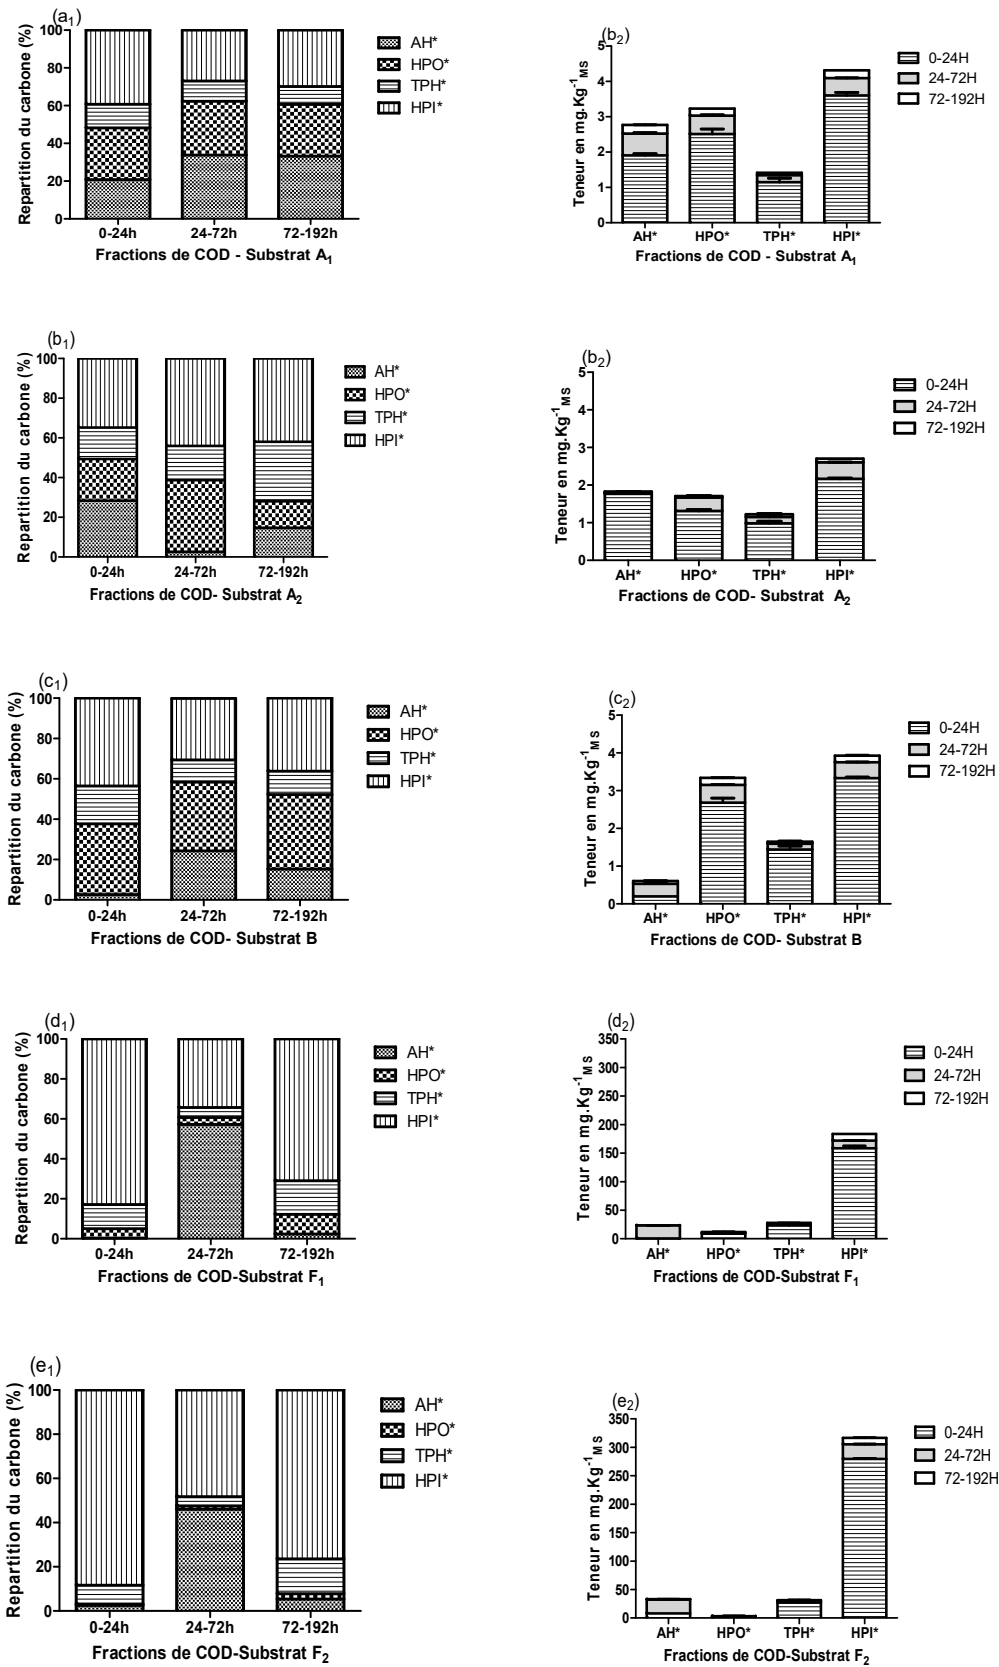 (a1)
Repartition du carbone (%)
100
80
60
40
20
0
0-24h 24-72h 72-192h
Fractions de COD - Substrat A1
AH*
HPO*
TPH*
HPI*
(b2)
Teneur en mg.Kg-1MS
5
4
3
2
1
0
AH* HPO* TPH* HPI*
Fractions de COD - Substrat A1
0-24H
24-72H
72-192H
(b1)
Repartition du carbone (%)
100
80
60
40
20
0
0-24h 24-72h 72-192h
Fractions de COD- Substrat A2
AH*
HPO*
TPH*
HPI*
(b2)
Teneur en mg.Kg-1MS
5
4
3
2
1
0
AH* HPO* TPH* HPI*
Fractions de COD- Substrat A2
0-24H
24-72H
72-192H
(c1)
Repartition du carbone (%)
100
80
60
40
20
0
0-24h 24-72h 72-192h
Fractions de COD- Substrat B
AH*
HPO*
TPH*
HPI*
(c2)
Teneur en mg.Kg-1MS
5
4
3
2
1
0
AH* HPO* TPH* HPI*
Fractions de COD- Substrat B
0-24H
24-72H
72-192H
(d1)
Repartition du carbone (%)
100
80
60
40
20
0
0-24h 24-72h 72-192h
Fractions de COD-Substrat F1
AH*
HPO*
TPH*
HPI*
(d2)
Teneur en mg.Kg-1MS
350
300
250
200
150
100
50
0
AH* HPO* TPH* HPI*
Fractions de COD-Substrat F1
0-24H
24-72H
72-192H
(e1)
Repartition du carbone (%)
100
80
60
40
20
0
0-24h 24-72h 72-192h
Fractions de COD-Substrat F2
AH*
HPO*
TPH*
HPI*
(e2)
Teneur en mg.Kg-1MS
350
300
250
200
150
100
50
0
AH* HPO* TPH* HPI*
Fractions de COD-Substrat F2
0-24H
24-72H
72-192H